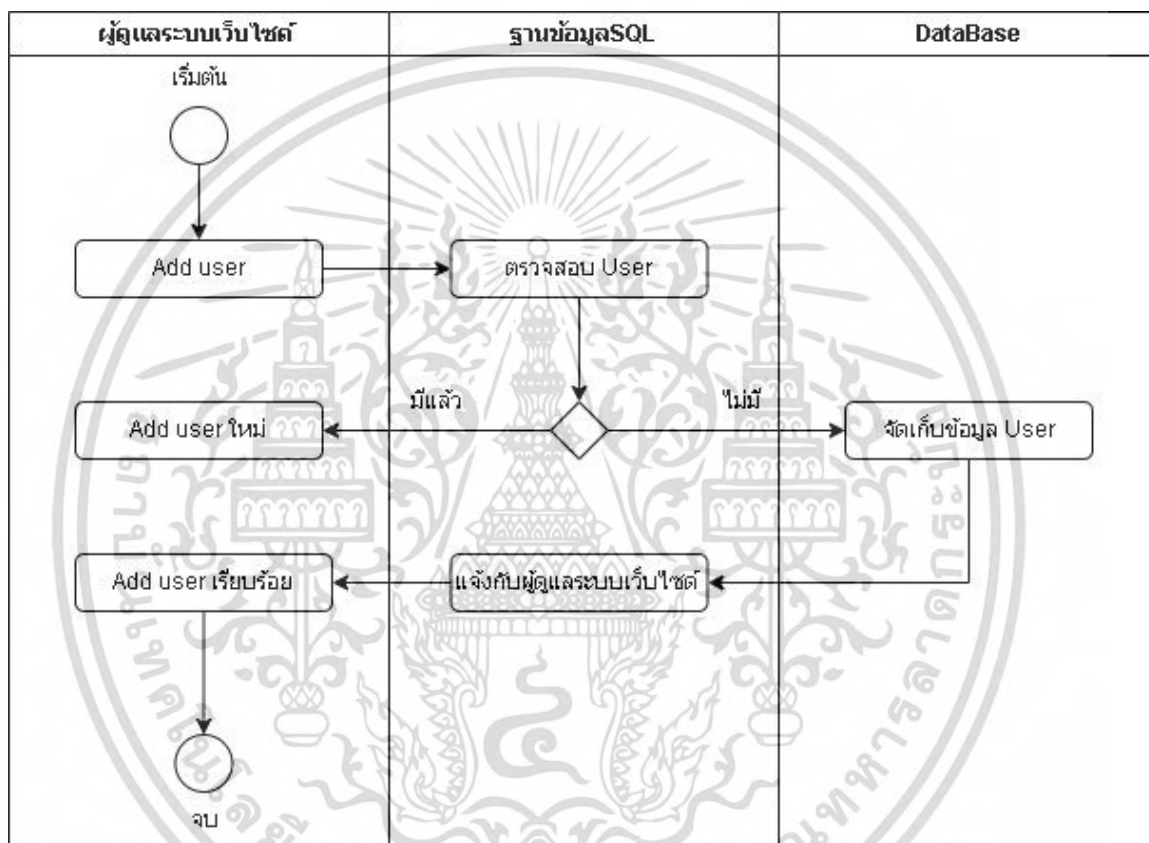 ผู้ดูแลระบบเว็บไซต์
ฐานข้อมูลSQL
DataBase
เริ่มต้น
Add user
ตรวจสอบ User
มีแล้ว
ไม่มี
Add user ใหม่
จัดเก็บข้อมูล User
Add user เรียบร้อย
แจ้งกับผู้ดูแลระบบเว็บไซต์
จบ